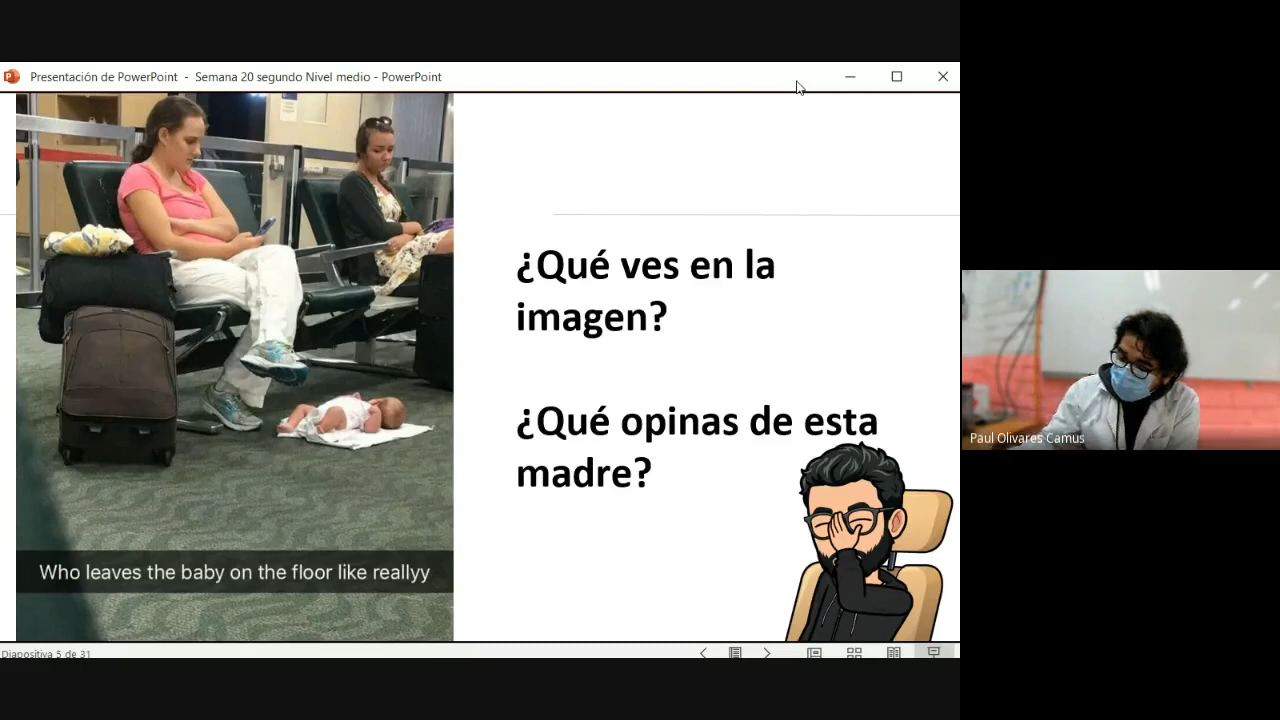 Presentación de PowerPoint - Semana 20 segundo Nivel medio - PowerPoint
¿Qué ves en la
imagen?
¿Qué opinas de esta
madre?
Who leaves the baby on the floor like reallyy
Paul Olivares Camus
Diapositiva 5 de 31